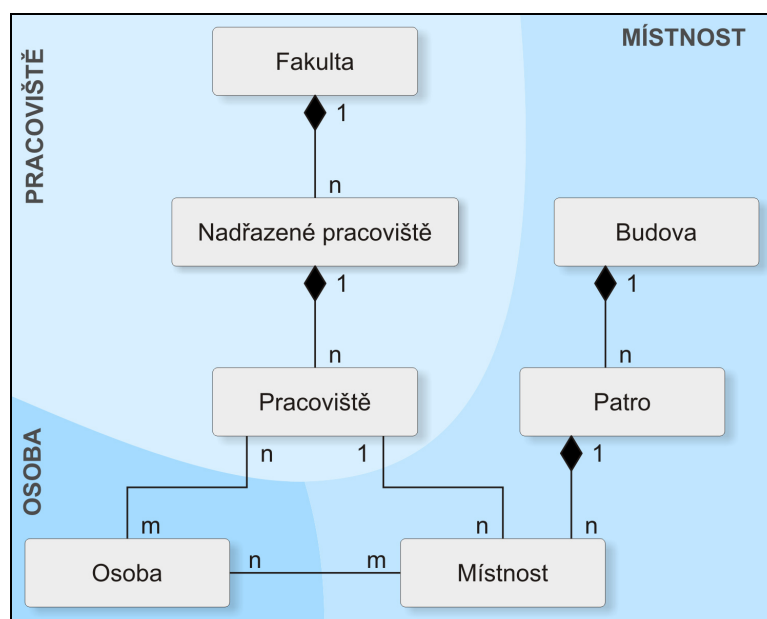 MÍSTNOST
PRACOVIŠTĚ
Fakulta
1
n
Nadřazené pracoviště
Budova
1
1
n
n
Pracoviště
Patro
n
1
1
OSOBA
m
n
n
Osoba
n
m
Místnost